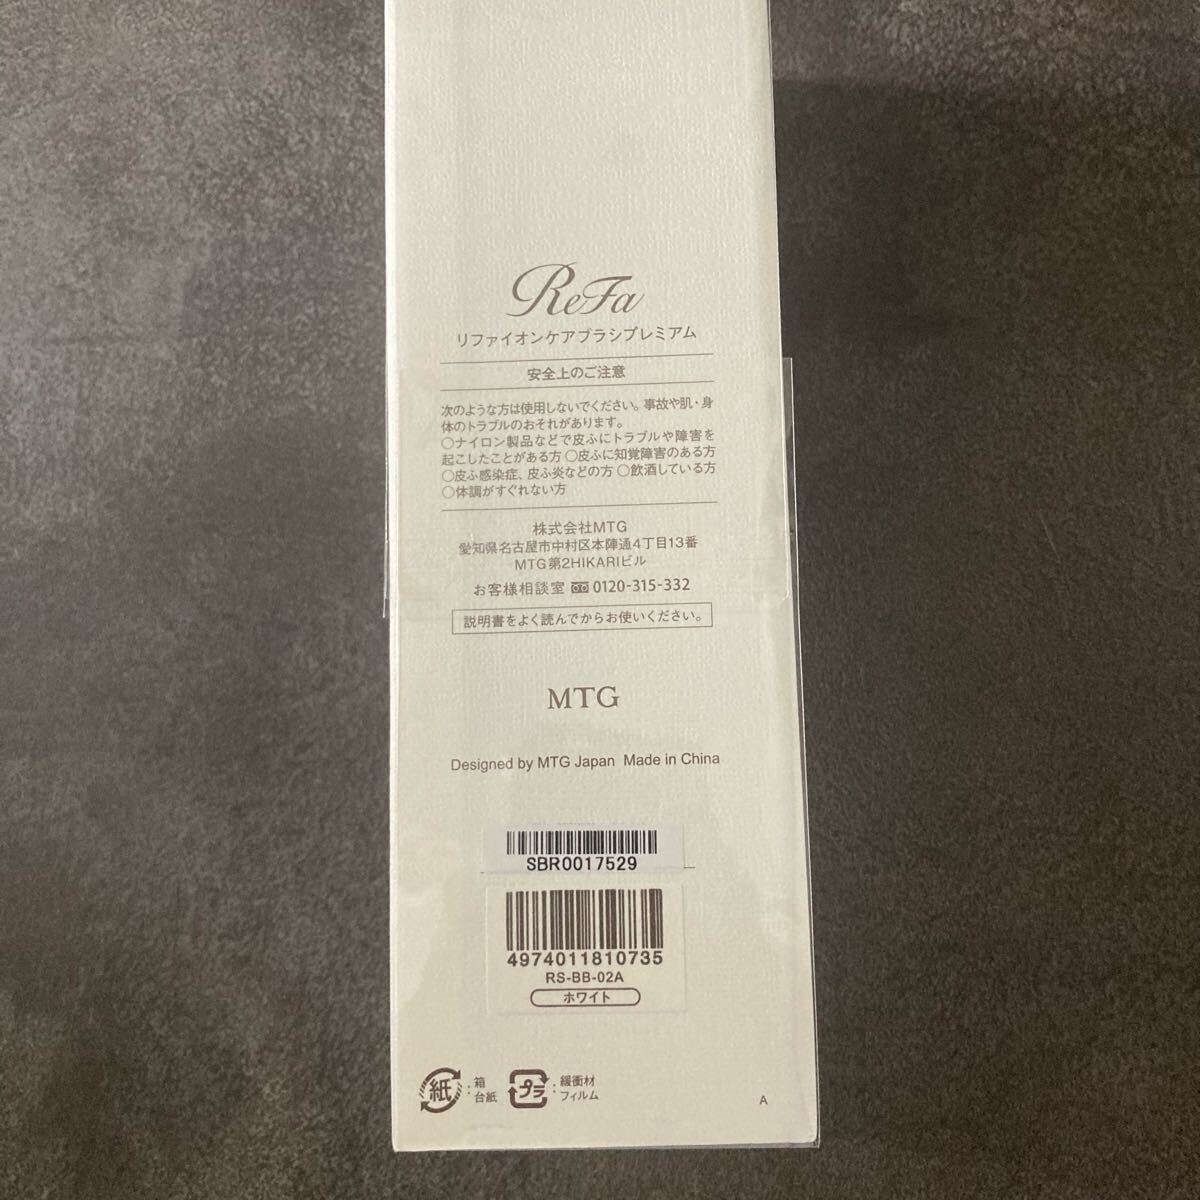 ReFa
リファイオンケアブラシプレミアム
安全上のご注意
次のような方は使用しないでください。事故や肌・身
体のトラブルのおそれがあります。
○ナイロン製品などで皮ふにトラブルや障害を
起こしたことがある方 ○皮ふに知覚障害のある方
○皮ふ感染症、皮ふ炎などの方 ○飲酒している方
○体調がすぐれない方
株式会社MTG
愛知県名古屋市中村区本陣通4丁目13番
MTG第2HIKARIビル
お客様相談室 0120-315-332
説明書をよく読んでからお使いください。
MTG
Designed by MTG Japan Made in China
SBR0017529
4974011810735
RS-BB-02A
ホワイト
紙 : 箱
台紙
プラ : 緩衝材
フィルム
A